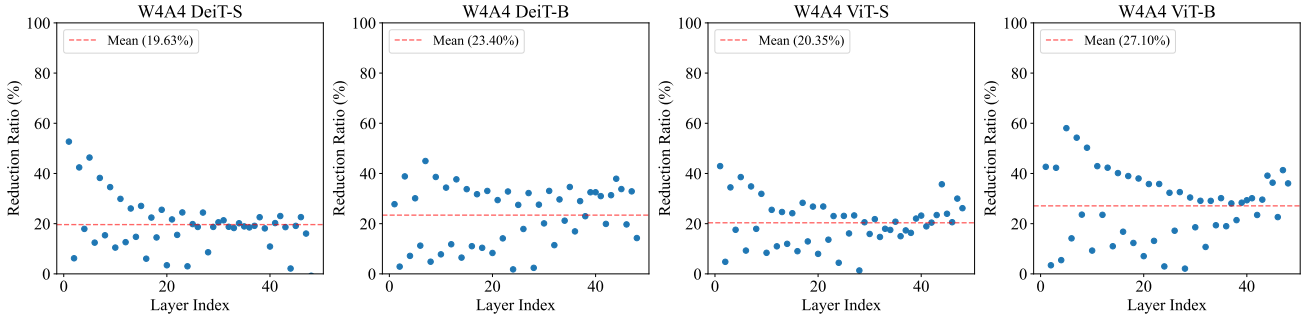 W4A4 DeiT-S
100
80
60
40
20
0
Reduction Ratio (%)
Mean (19.63%)
0
20
40
Layer Index
W4A4 DeiT-B
100
80
60
40
20
0
Reduction Ratio (%)
Mean (23.40%)
0
20
40
Layer Index
W4A4 ViT-S
100
80
60
40
20
0
Reduction Ratio (%)
Mean (20.35%)
0
20
40
Layer Index
W4A4 ViT-B
100
80
60
40
20
0
Reduction Ratio (%)
Mean (27.10%)
0
20
40
Layer Index